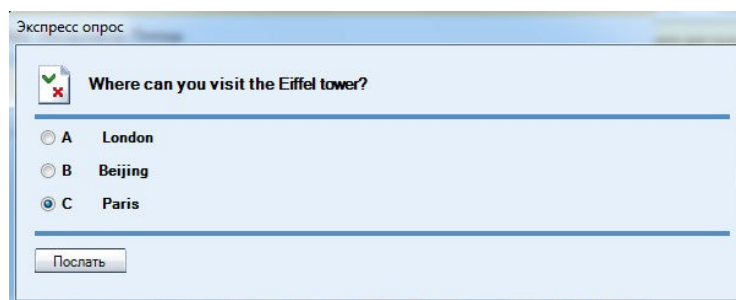 Экспресс опрос
Where can you visit the Eiffel tower?
A London
B Beijing
C Paris
Послать